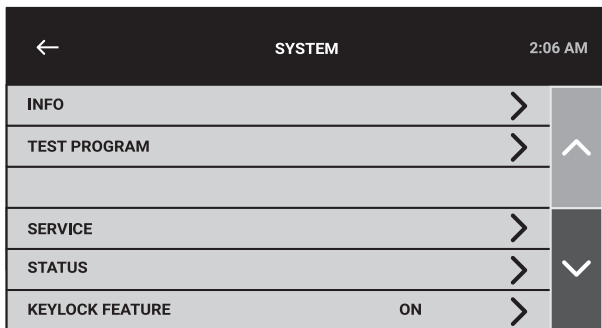 SYSTEM 2:06 AM
INFO
TEST PROGRAM
SERVICE
STATUS
KEYLOCK FEATURE ON